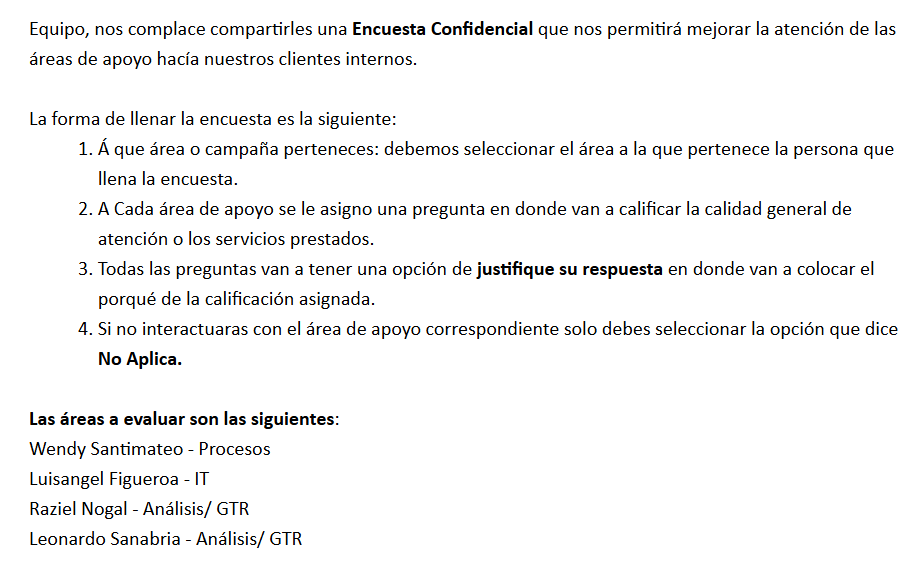 Equipo, nos complace compartirles una Encuesta Confidencial que nos permitirá mejorar la atención de las
áreas de apoyo hacía nuestros clientes internos.
La forma de llenar la encuesta es la siguiente:
1. Á que área o campaña perteneces: debemos seleccionar el área a la que pertenece la persona que
llena la encuesta.
2. A Cada área de apoyo se le asigno una pregunta en donde van a calificar la calidad general de
atención o los servicios prestados.
3. Todas las preguntas van a tener una opción de justifique su respuesta en donde van a colocar el
porqué de la calificación asignada.
4. Si no interactuaras con el área de apoyo correspondiente solo debes seleccionar la opción que dice
No Aplica.
Las áreas a evaluar son las siguientes:
Wendy Santimateo - Procesos
Luisangel Figueroa - IT
Raziel Nogal - Análisis/ GTR
Leonardo Sanabria - Análisis/ GTR